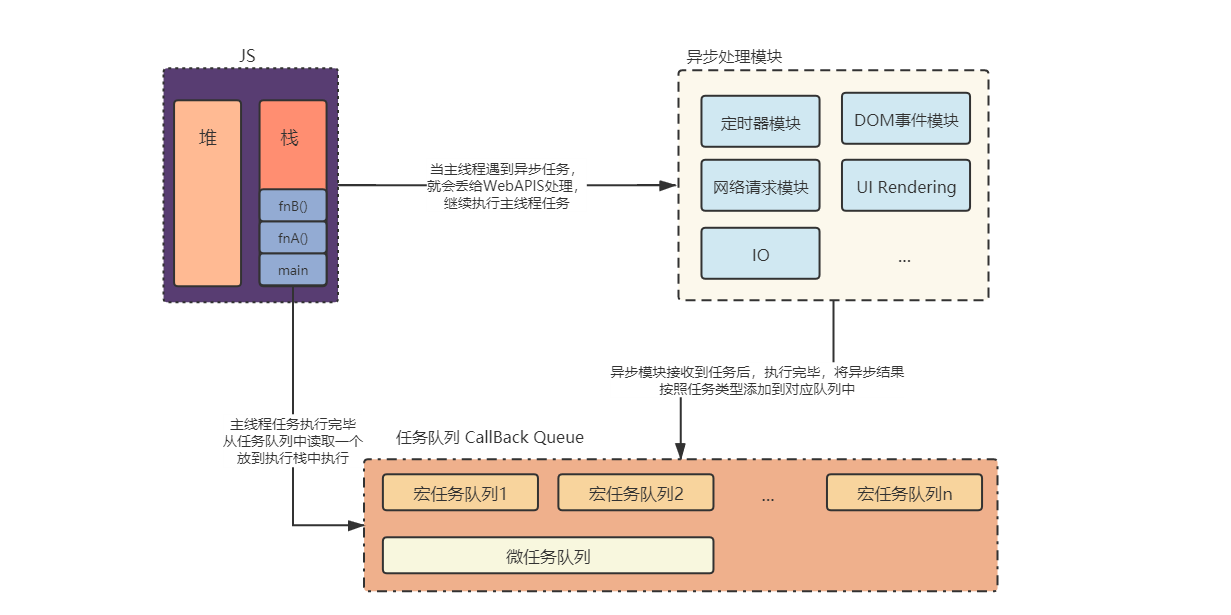 JS
堆
栈
fnB()
fnA()
main
当主线程遇到异步任务，
就会丢给WebAPIS处理，
继续执行主线程任务
异步处理模块
定时器模块
DOM事件模块
网络请求模块
UI Rendering
IO
...
异步模块接收到任务后，执行完毕，将异步结果
按照任务类型添加到对应队列中
主线程任务执行完毕
从任务队列中读取一个
放到执行栈中执行
任务队列 CallBack Queue
宏任务队列1
宏任务队列2
...
宏任务队列n
微任务队列